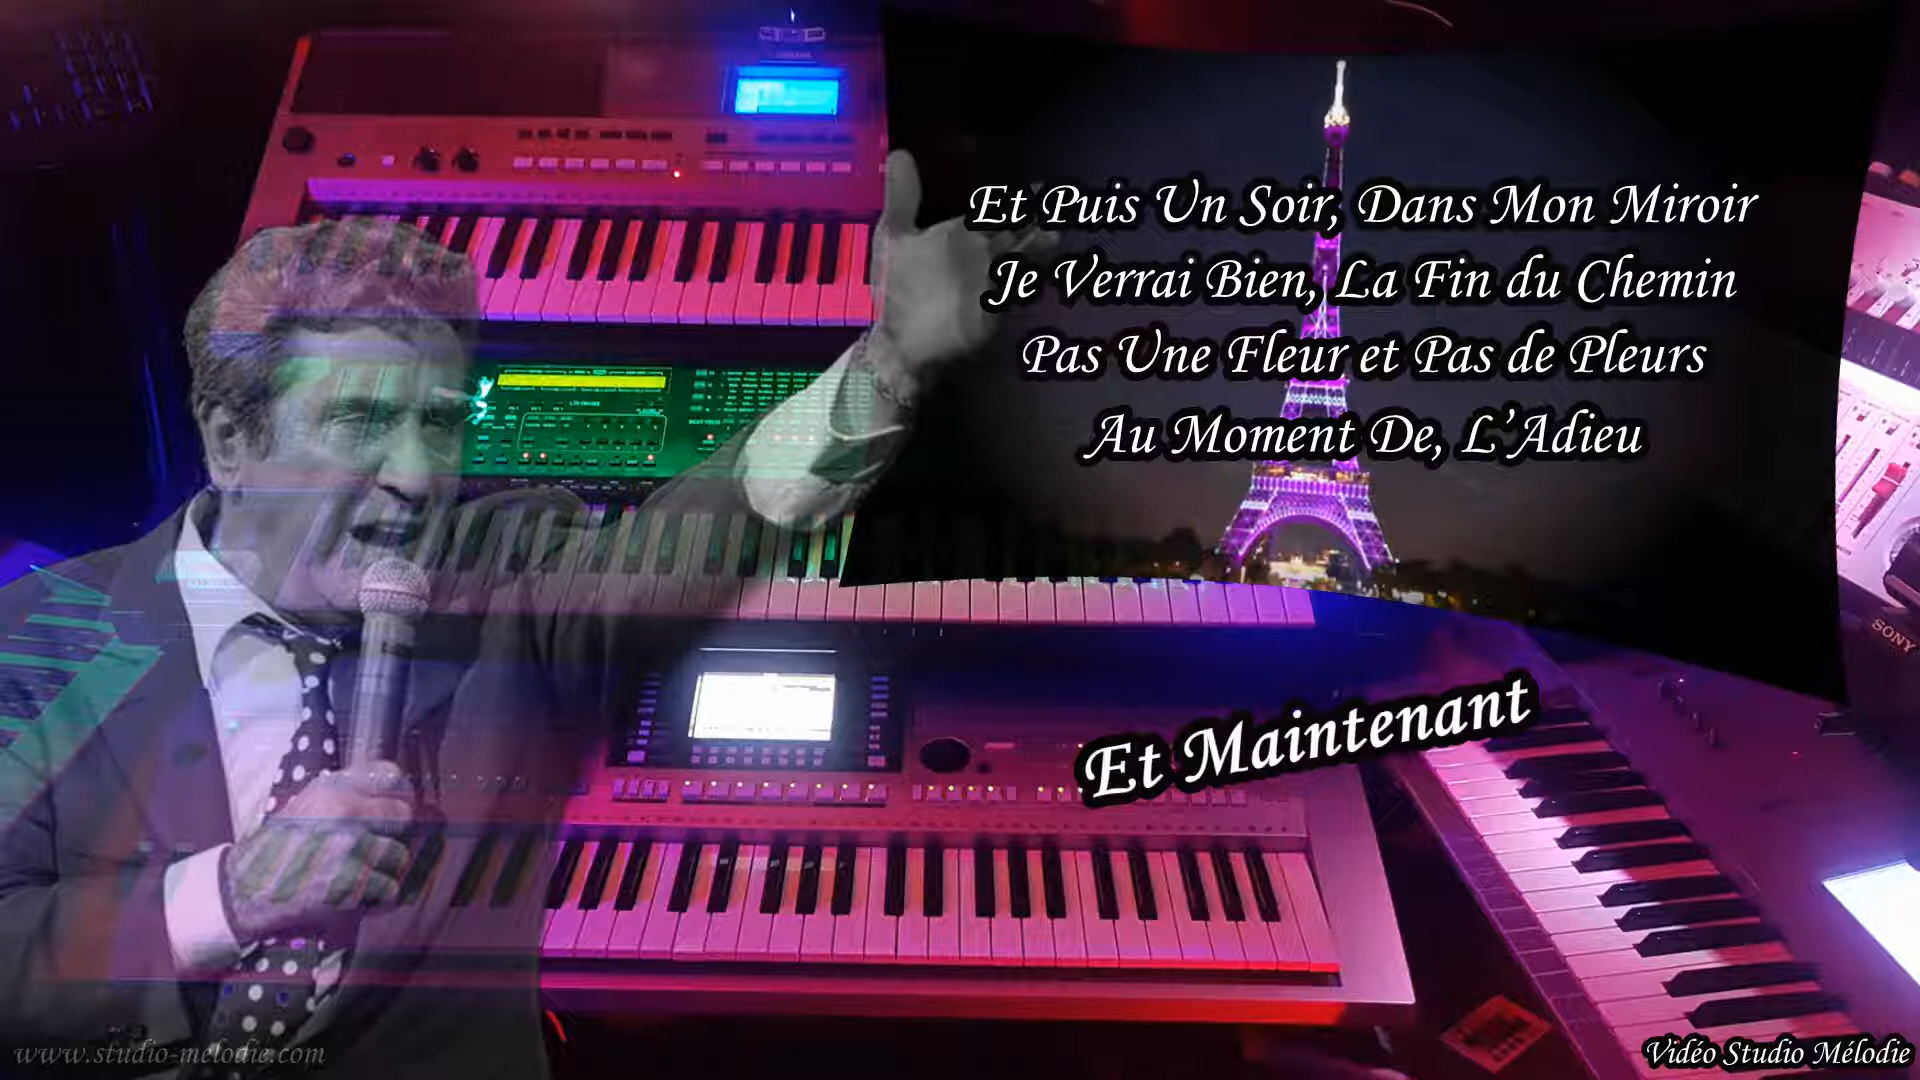 Et Puis Un Soir, Dans Mon Miroir
Je Verrai Bien, La Fin du Chemin
Pas Une Fleur et Pas de Pleurs
Au Moment De, L’Adieu
Et Maintenant
SONY
www.studio-melodie.com
Vidéo Studio Mélodie